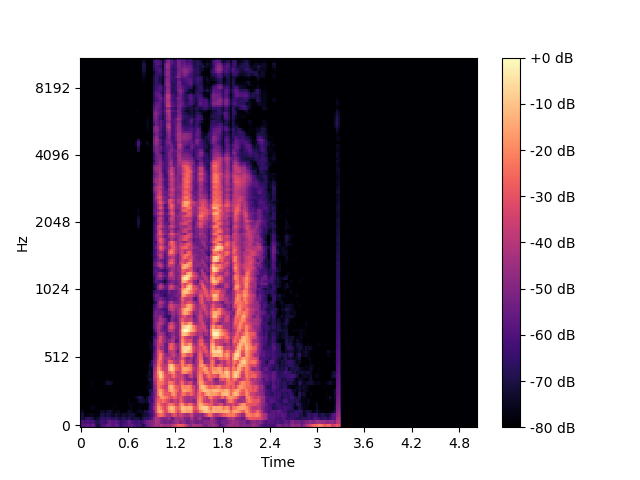 +0 dB
8192
-10 dB
4096
-20 dB
-30 dB
2048
Hz
-40 dB
1024
-50 dB
-60 dB
512
-70 dB
0
-80 dB
0 0.6 1.2 1.8 2.4 3 3.6 4.2 4.8
Time